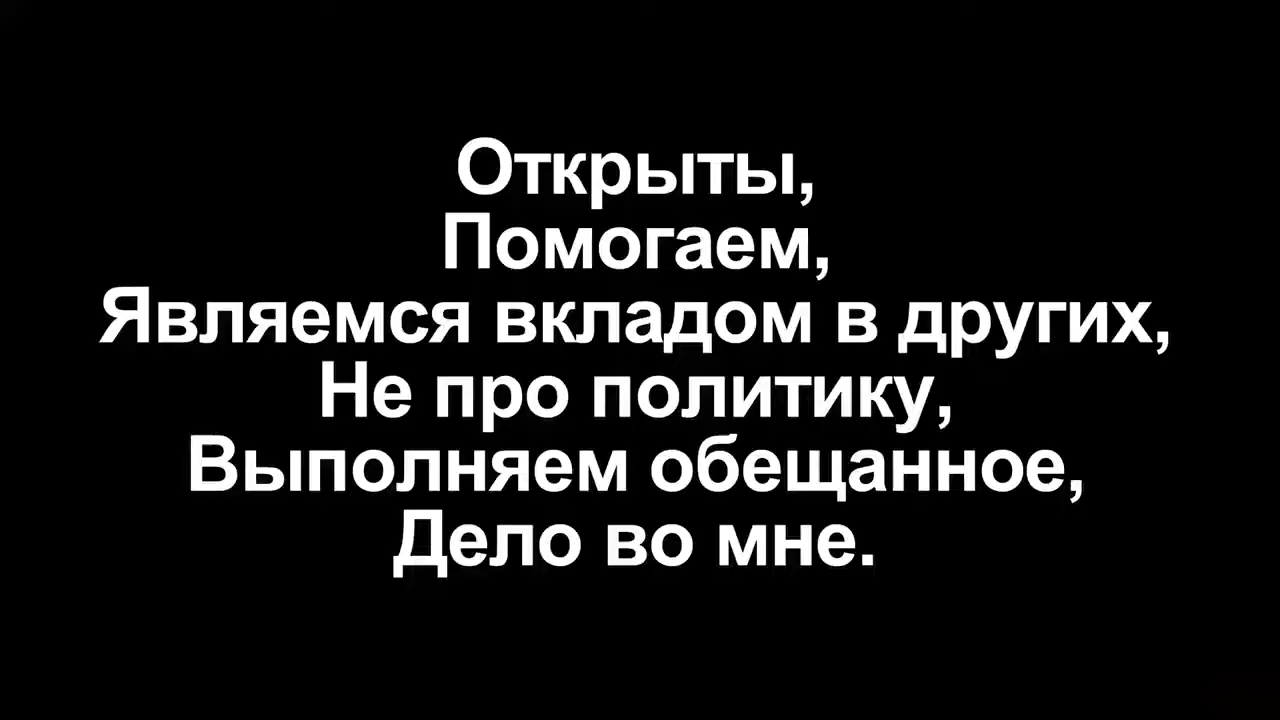 Открыты,
Помогаем,
Являемся вкладом в других,
Не про политику,
Выполняем обещанное,
Дело во мне.